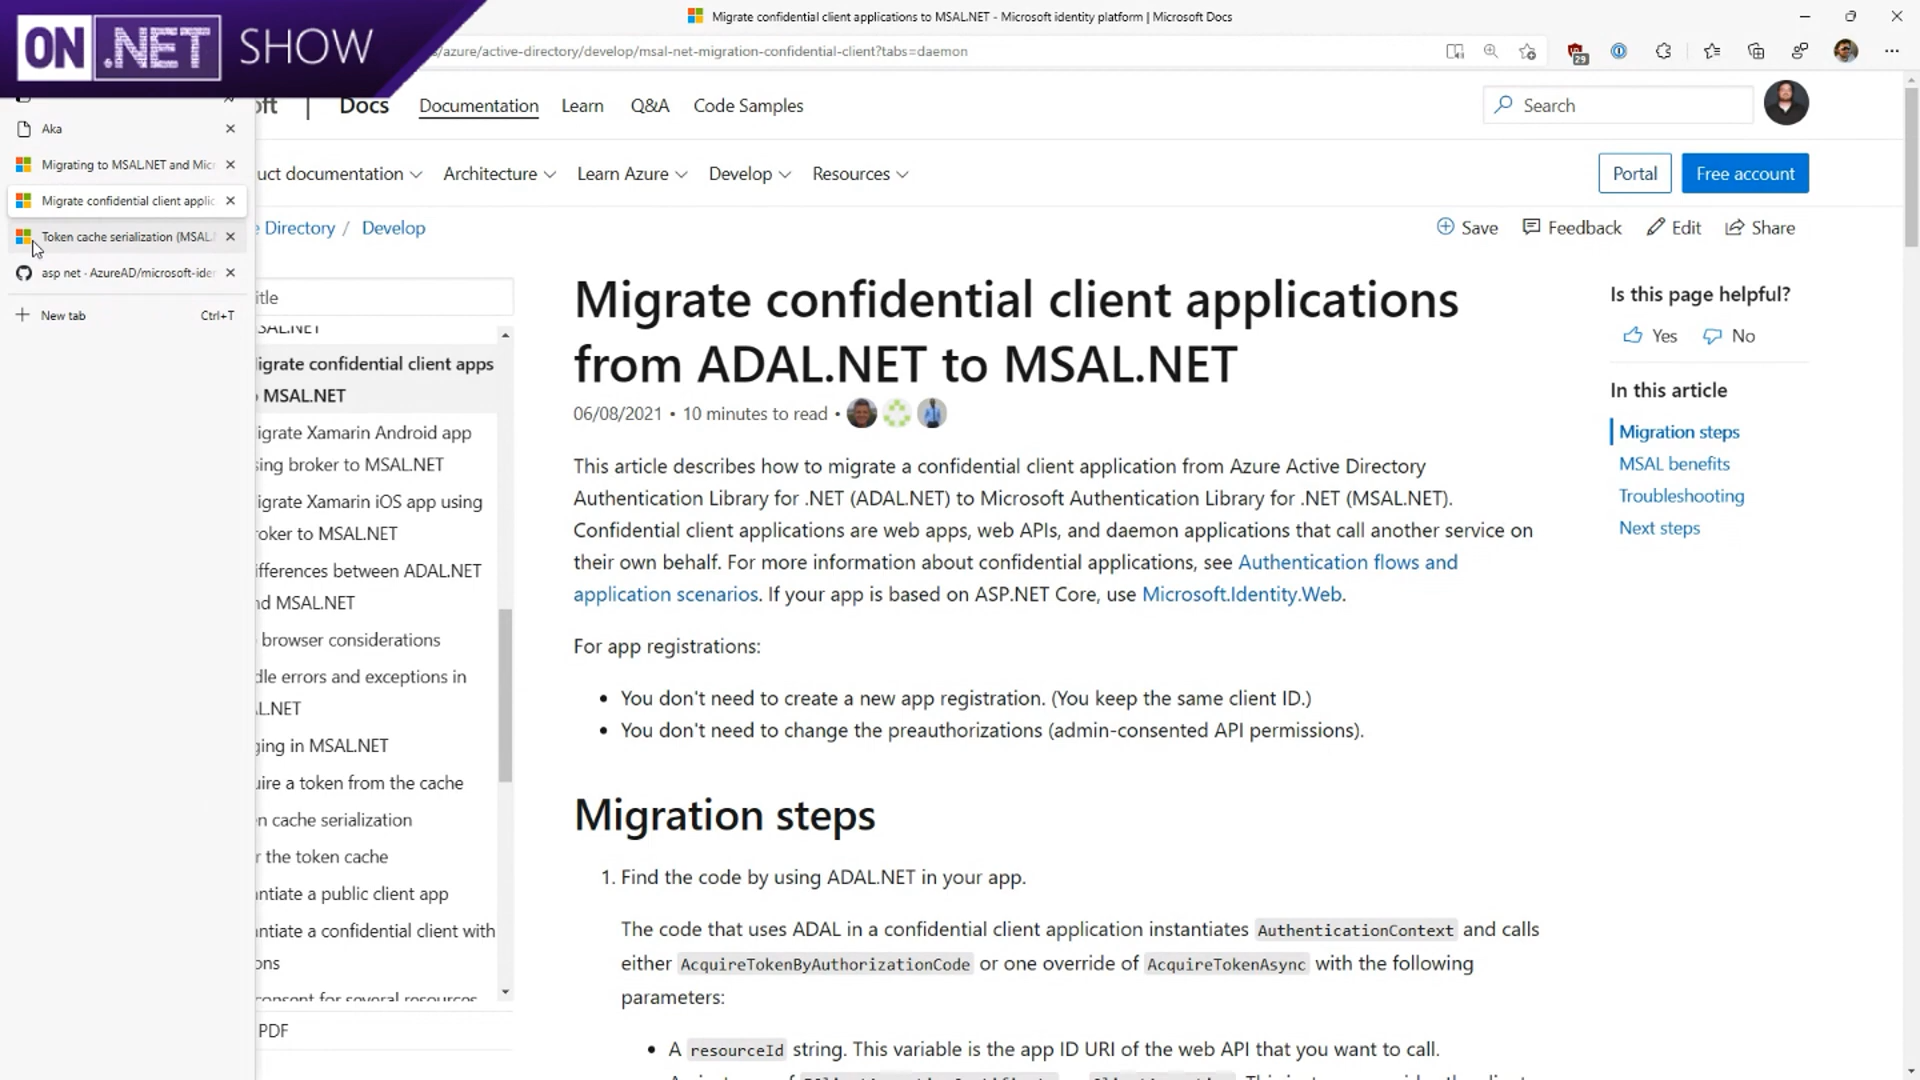 ON .NET SHOW
Migrate confidential client applications to MSAL.NET - Microsoft identity platform | Microsoft Docs
/azure/active-directory/develop/msal-net-migration-confidential-client?tabs=daemon
29
Docs
Documentation
Learn
Q&A
Code Samples
Search
Aka
Migrating to MSAL.NET and Micr
Migrate confidential client applic
Token cache serialization (MSAL.
asp net · AzureAD/microsoft-ide
New tab
Ctrl+T
uct documentation
Architecture
Learn Azure
Develop
Resources
Portal
Free account
e Directory / Develop
Save
Feedback
Edit
Share
itle
MSAL.NET
igrate confidential client apps
MSAL.NET
igrate Xamarin Android app
sing broker to MSAL.NET
igrate Xamarin iOS app using
roker to MSAL.NET
ifferences between ADAL.NET
nd MSAL.NET
browser considerations
dle errors and exceptions in
L.NET
ging in MSAL.NET
uire a token from the cache
n cache serialization
r the token cache
antiate a public client app
antiate a confidential client with
ons
consent for several resources
PDF
Migrate confidential client applications
from ADAL.NET to MSAL.NET
06/08/2021 • 10 minutes to read •
This article describes how to migrate a confidential client application from Azure Active Directory
Authentication Library for .NET (ADAL.NET) to Microsoft Authentication Library for .NET (MSAL.NET).
Confidential client applications are web apps, web APIs, and daemon applications that call another service on
their own behalf. For more information about confidential applications, see Authentication flows and
application scenarios. If your app is based on ASP.NET Core, use Microsoft.Identity.Web.
For app registrations:
• You don't need to create a new app registration. (You keep the same client ID.)
• You don't need to change the preauthorizations (admin-consented API permissions).
Migration steps
1. Find the code by using ADAL.NET in your app.
The code that uses ADAL in a confidential client application instantiates AuthenticationContext and calls
either AcquireTokenByAuthorizationCode or one override of AcquireTokenAsync with the following
parameters:
• A resourceId string. This variable is the app ID URI of the web API that you want to call.
Is this page helpful?
Yes
No
In this article
Migration steps
MSAL benefits
Troubleshooting
Next steps